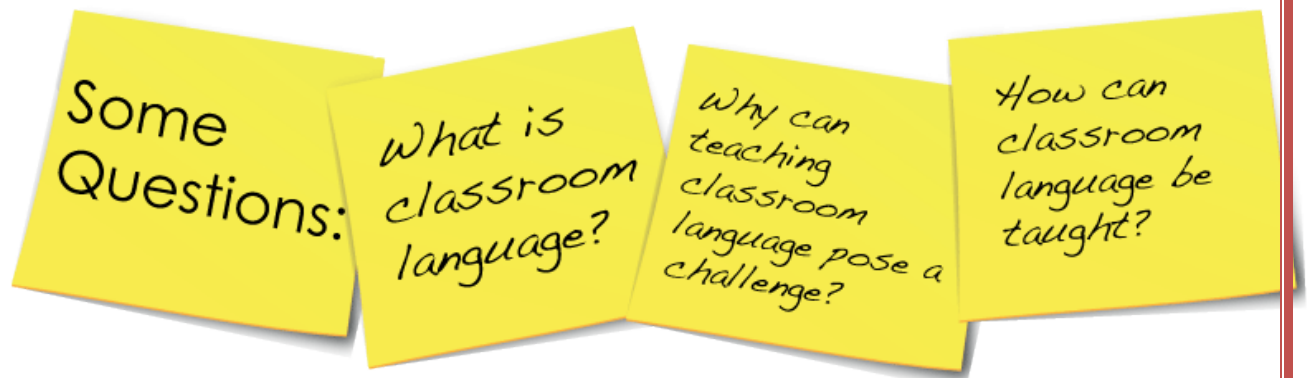 Some
Questions:
What is
classroom
language?
Why can
teaching
classroom
language pose a
challenge?
How can
classroom
language be
taught?